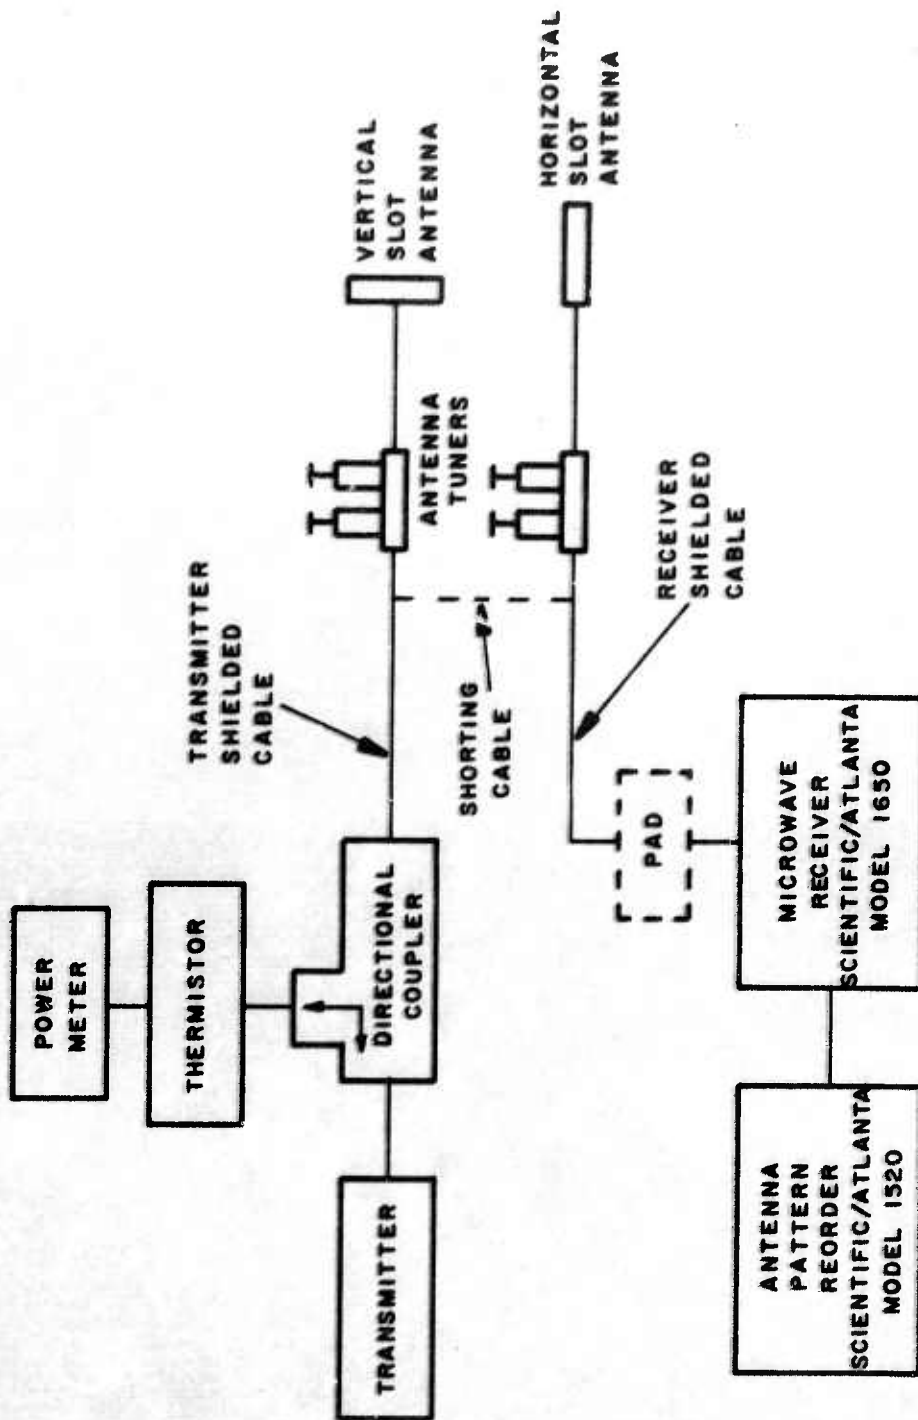 POWER
METER
THERMISTOR
TRANSMITTER
DIRECTIONAL
COUPLER
TRANSMITTER
SHIELDED
CABLE
ANTENNA
TUNERS
VERTICAL
SLOT
ANTENNA
SHORTING
CABLE
HORIZONTAL
SLOT
ANTENNA
RECEIVER
SHIELDED
CABLE
PAD
ANTENNA
PATTERN
REORDER
SCIENTIFIC/ATLANTA
MODEL 1520
MICROWAVE
RECEIVER
SCIENTIFIC/ATLANTA
MODEL 1650